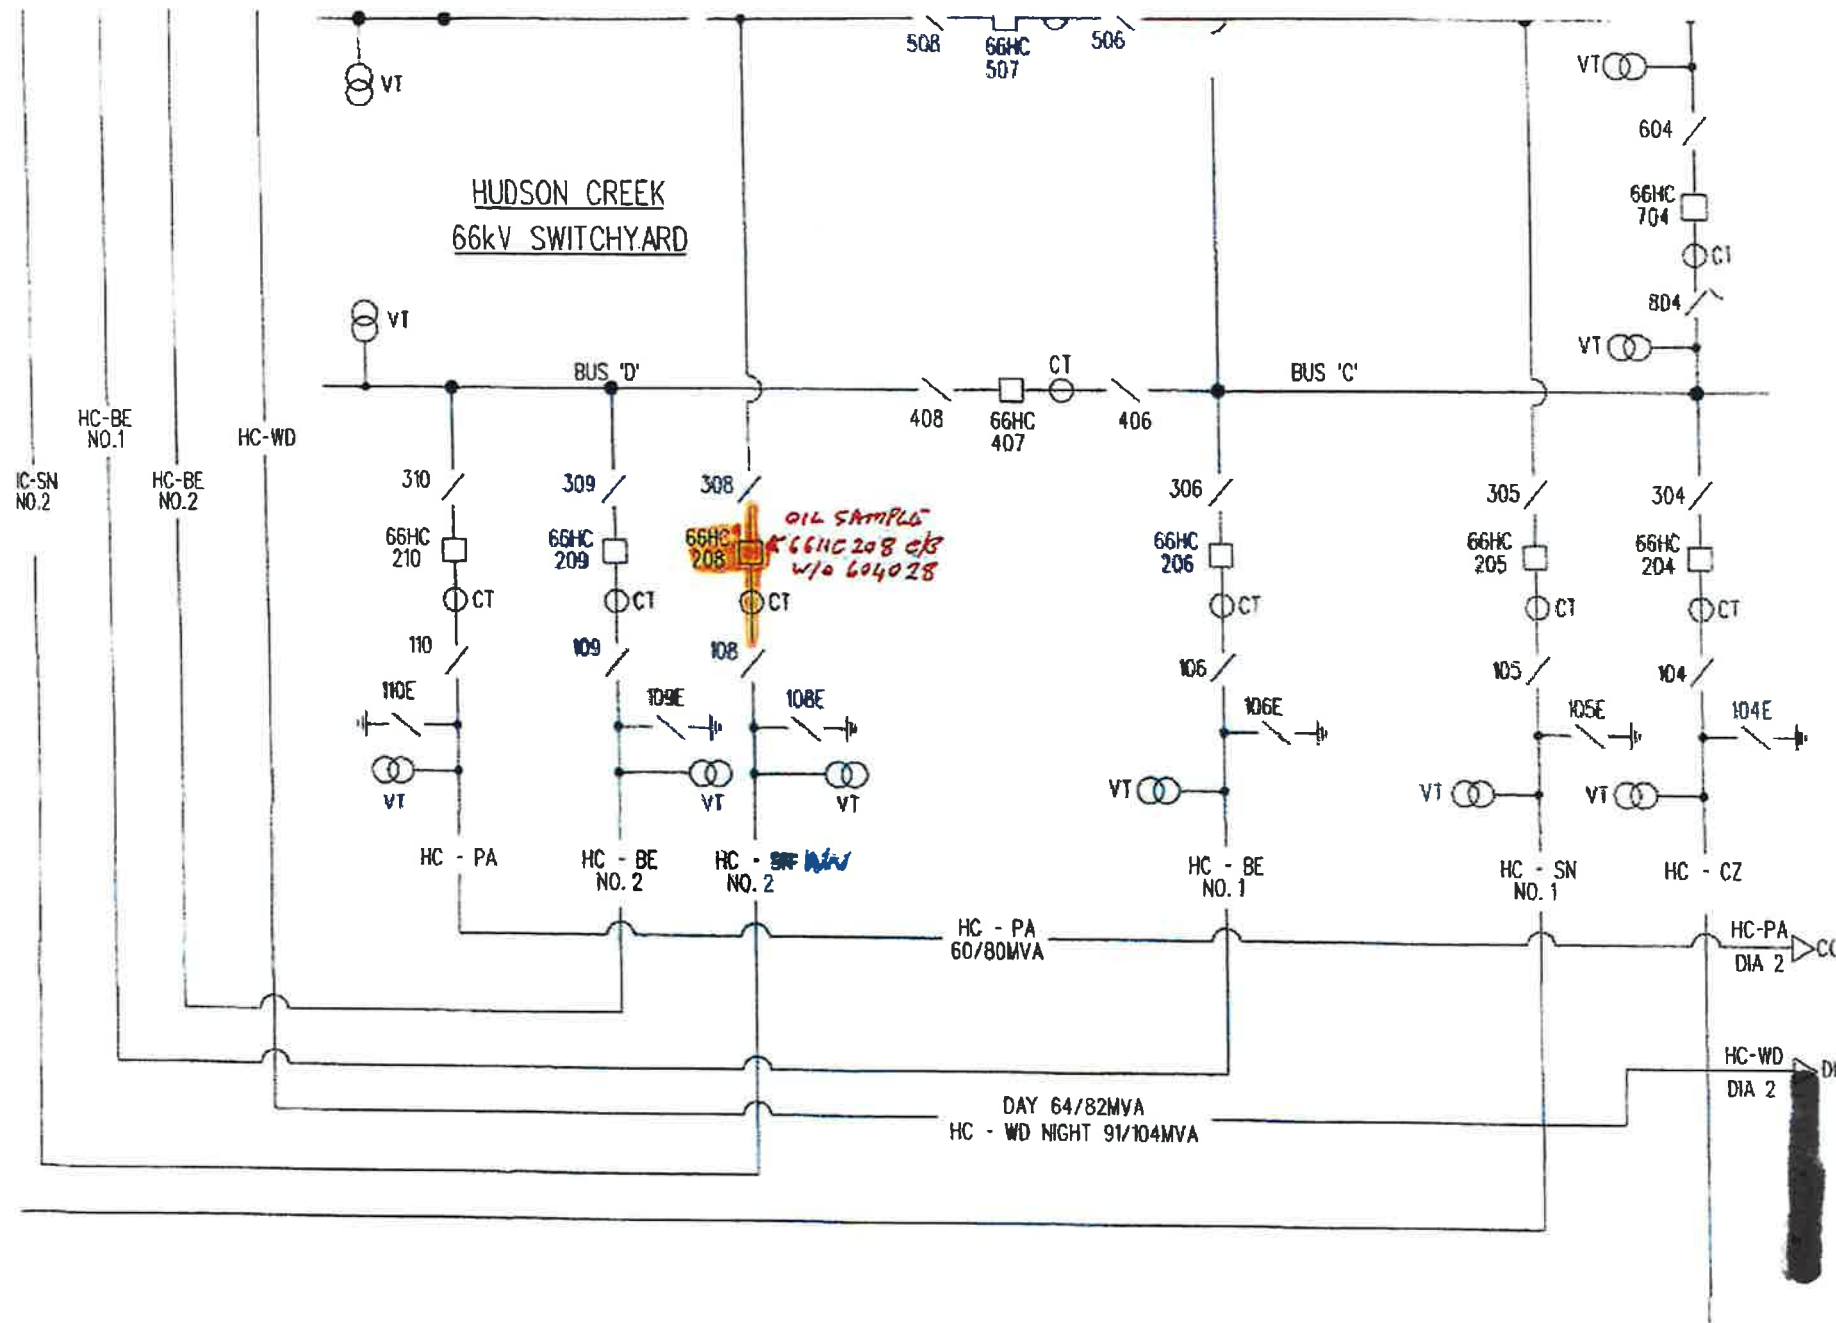 508
66HC
507
506
VT
VT
604
66HC
704
CT
804
VT
HUDSON CREEK
66kV SWITCHYARD
VT
BUS 'D'
CT
BUS 'C'
408
66HC
407
406
HC-BE
NO.1
HC-WD
IC-SN
NO.2
HC-BE
NO.2
310
309
308
306
305
304
66HC
210
66HC
209
66HC
208
OIL SAMPLE
66HC 208 C/B
W/O 604028
66HC
206
66HC
205
66HC
204
CT
CT
CT
CT
CT
CT
110
109
108
106
105
104
110E
109E
108E
106E
105E
104E
VT
VT
VT
VT
VT
VT
HC - PA
HC - BE
NO. 2
HC -
NO. 2
HC - BE
NO. 1
HC - SN
NO. 1
HC - CZ
HC - PA
60/80MVA
HC-PA
DIA 2
HC-WD
DIA 2
DAY 64/82MVA
HC - WD NIGHT 91/104MVA